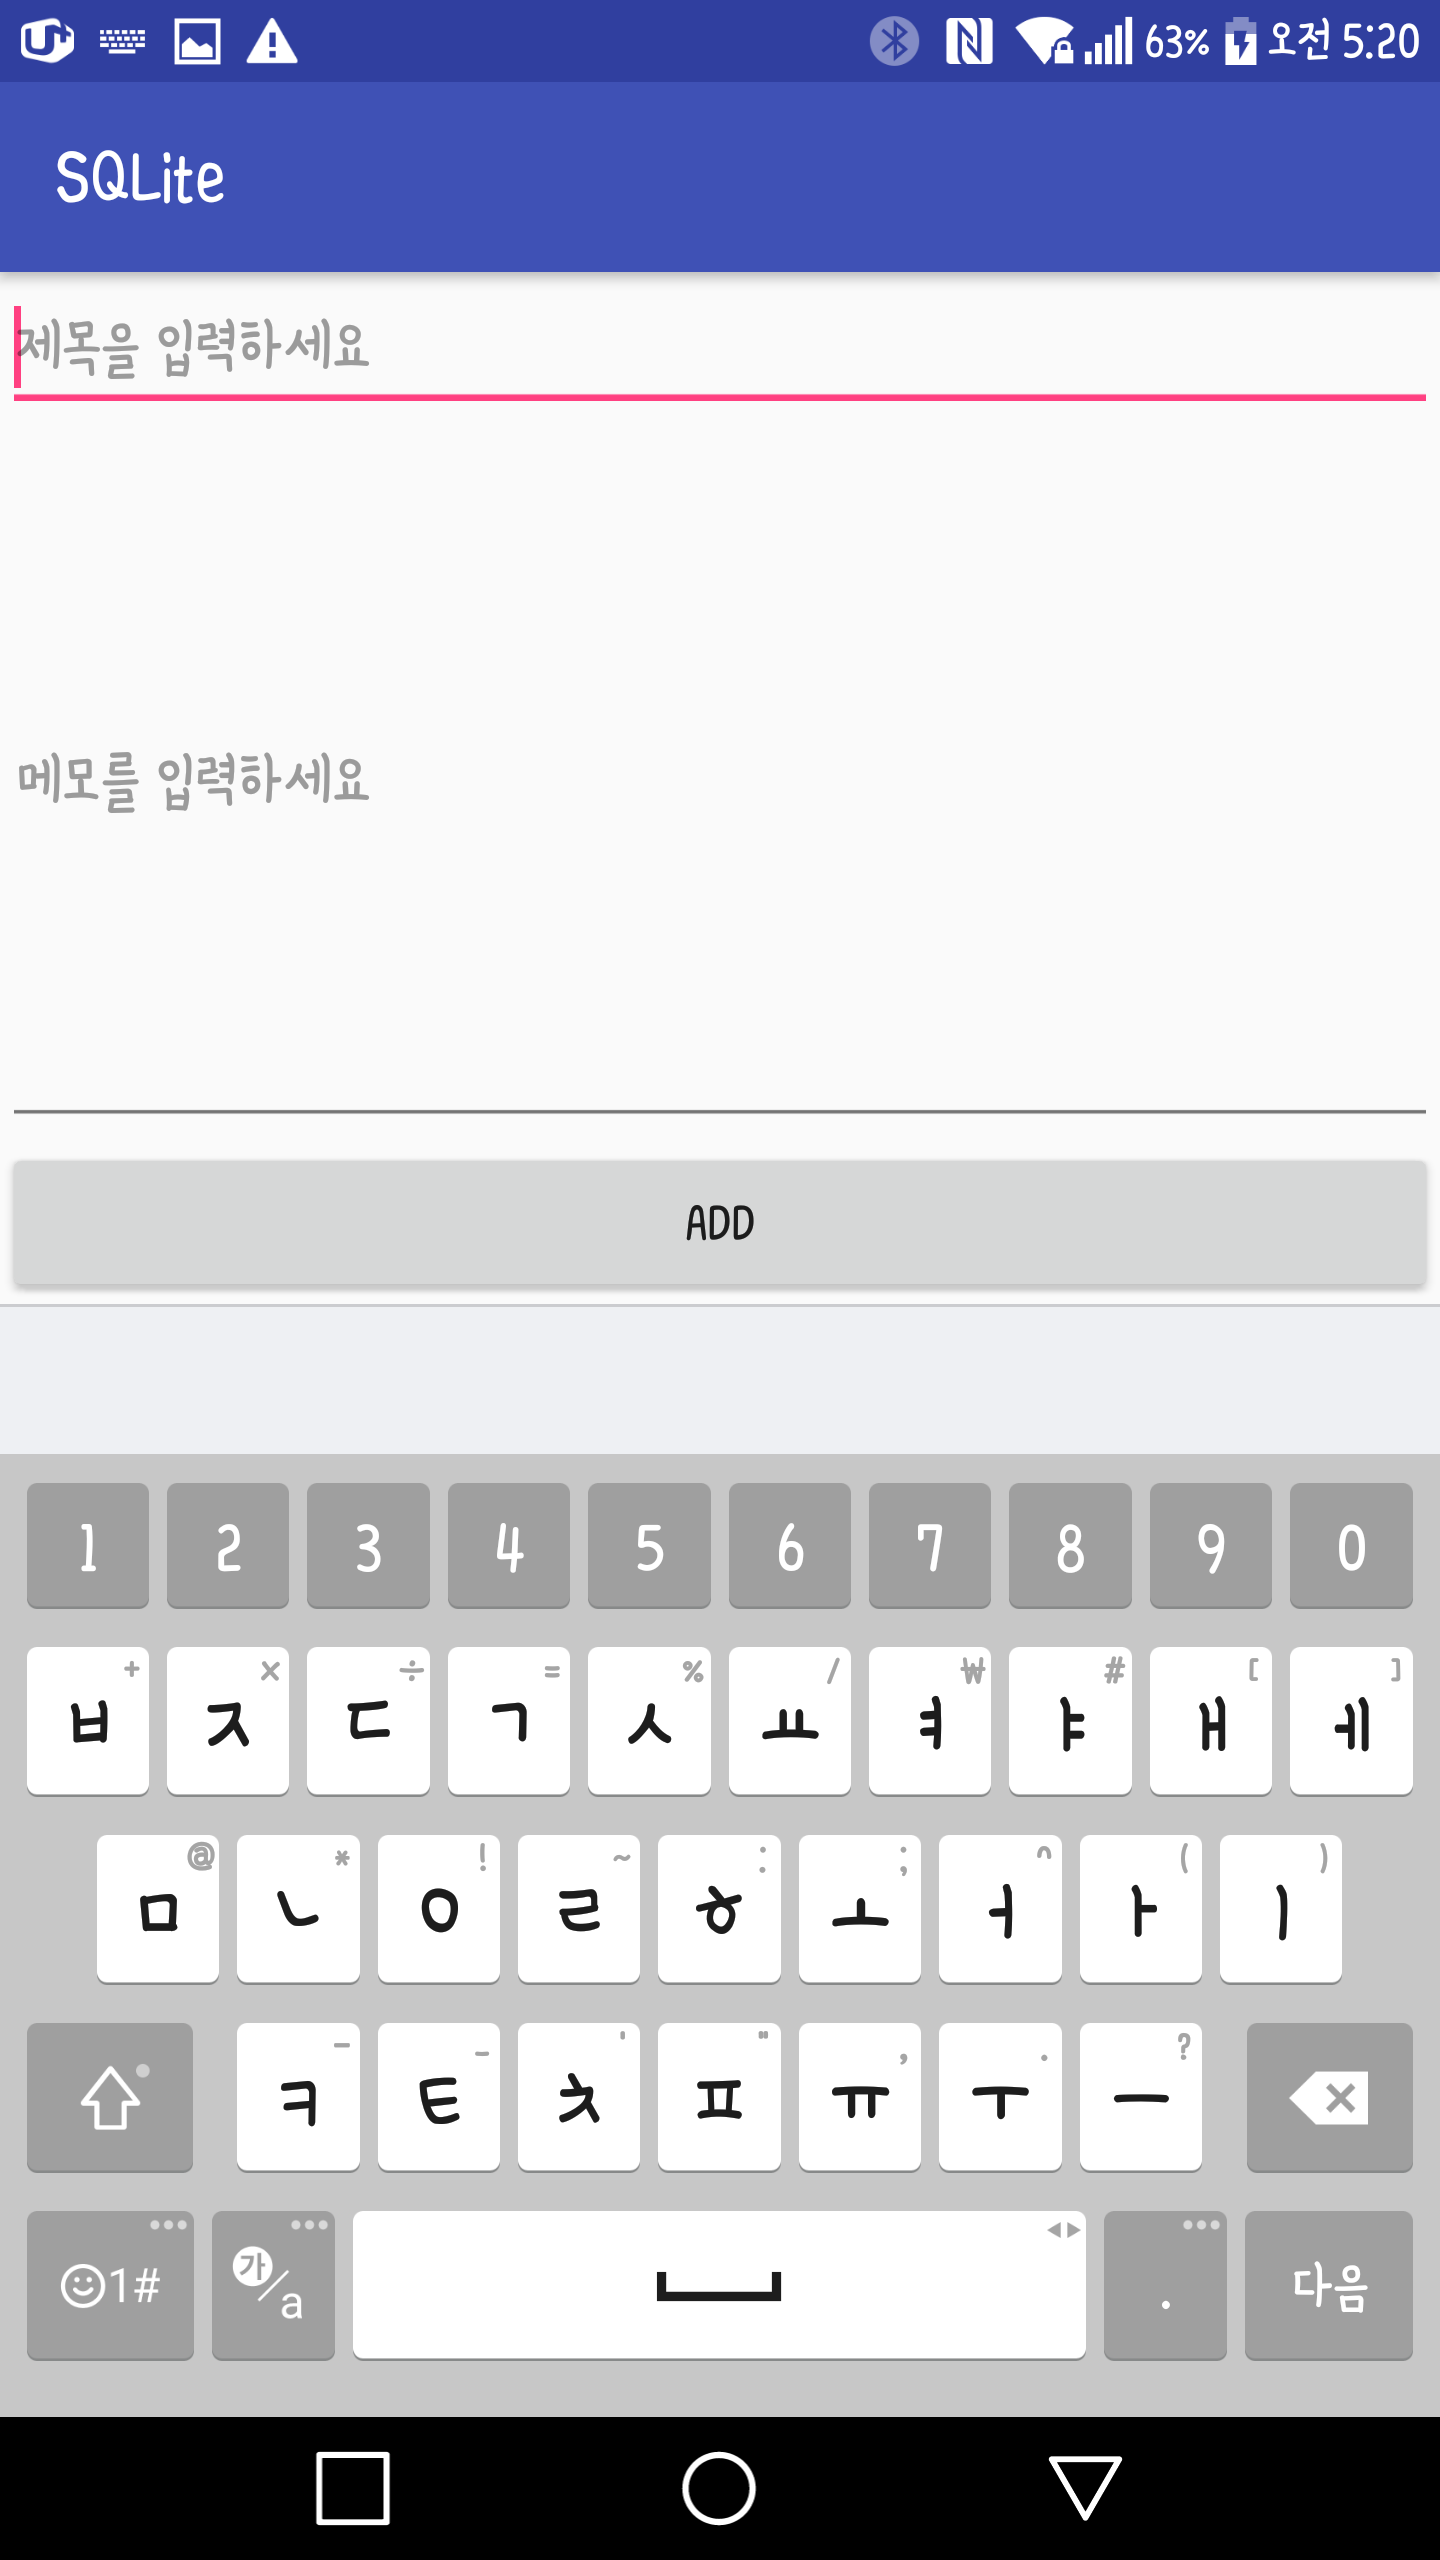 U+ 63% 오전 5:20
SQLite
제목을 입력하세요
메모를 입력하세요
ADD
1 2 3 4 5 6 7 8 9 0
+ × ÷ = % / ₩ # [ ]
ㅂ ㅈ ㄷ ㄱ ㅅ ㅛ ㅕ ㅑ ㅐ ㅔ
@ * ! ~ : ; ^ ( )
ㅁ ㄴ ㅇ ㄹ ㅎ ㅗ ㅓ ㅏ ㅣ
- _ ' " , . ?
ㅋ ㅌ ㅊ ㅍ ㅠ ㅜ ㅡ
1# 가/a . 다음